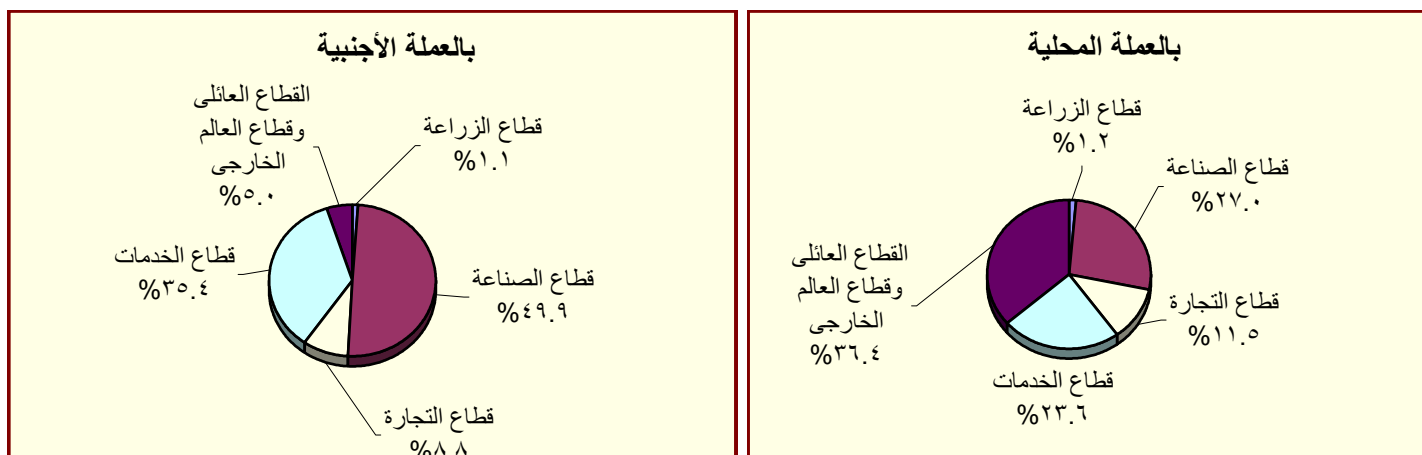 بالعملة المحلية
قطاع الزراعة
%١.٢
قطاع الصناعة
%٢٧.٠
قطاع التجارة
%١١.٥
قطاع الخدمات
%٢٣.٦
القطاع العائلى
وقطاع العالم
الخارجى
%٣٦.٤
بالعملة الأجنبية
قطاع الزراعة
%١.١
قطاع الصناعة
%٤٩.٩
قطاع التجارة
%٨.٨
قطاع الخدمات
%٣٥.٤
القطاع العائلى
وقطاع العالم
الخارجى
%٥.٠